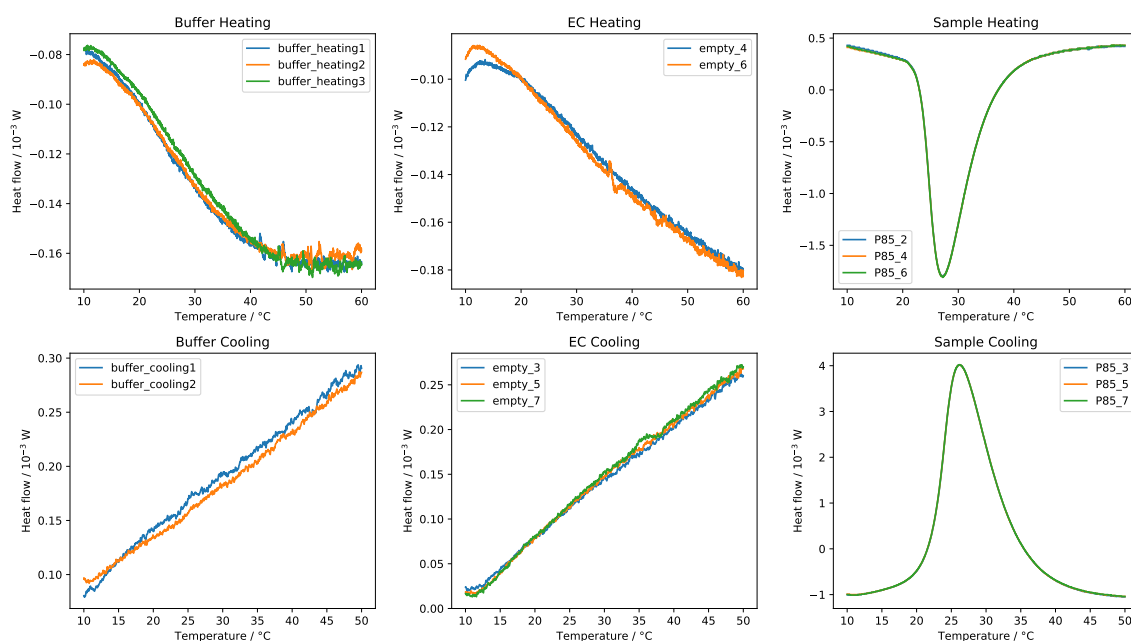 Buffer Heating
Heat flow / 10⁻³ W
−0.08
−0.10
−0.12
−0.14
−0.16
buffer_heating1
buffer_heating2
buffer_heating3
10 20 30 40 50 60
Temperature / °C
EC Heating
Heat flow / 10⁻³ W
−0.10
−0.12
−0.14
−0.16
−0.18
empty_4
empty_6
10 20 30 40 50 60
Temperature / °C
Sample Heating
Heat flow / 10⁻³ W
0.5
0.0
−0.5
−1.0
−1.5
P85_2
P85_4
P85_6
10 20 30 40 50 60
Temperature / °C
Buffer Cooling
Heat flow / 10⁻³ W
0.30
0.25
0.20
0.15
0.10
buffer_cooling1
buffer_cooling2
10 15 20 25 30 35 40 45 50
Temperature / °C
EC Cooling
Heat flow / 10⁻³ W
0.25
0.20
0.15
0.10
0.05
0.00
empty_3
empty_5
empty_7
10 15 20 25 30 35 40 45 50
Temperature / °C
Sample Cooling
Heat flow / 10⁻³ W
4
3
2
1
0
−1
P85_3
P85_5
P85_7
10 15 20 25 30 35 40 45 50
Temperature / °C